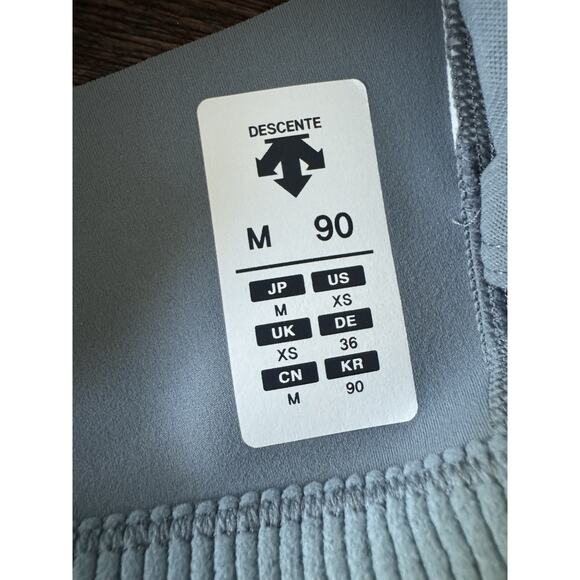 DESCENTE
M 90
JP US
M XS
UK DE
XS 36
CN KR
M 90